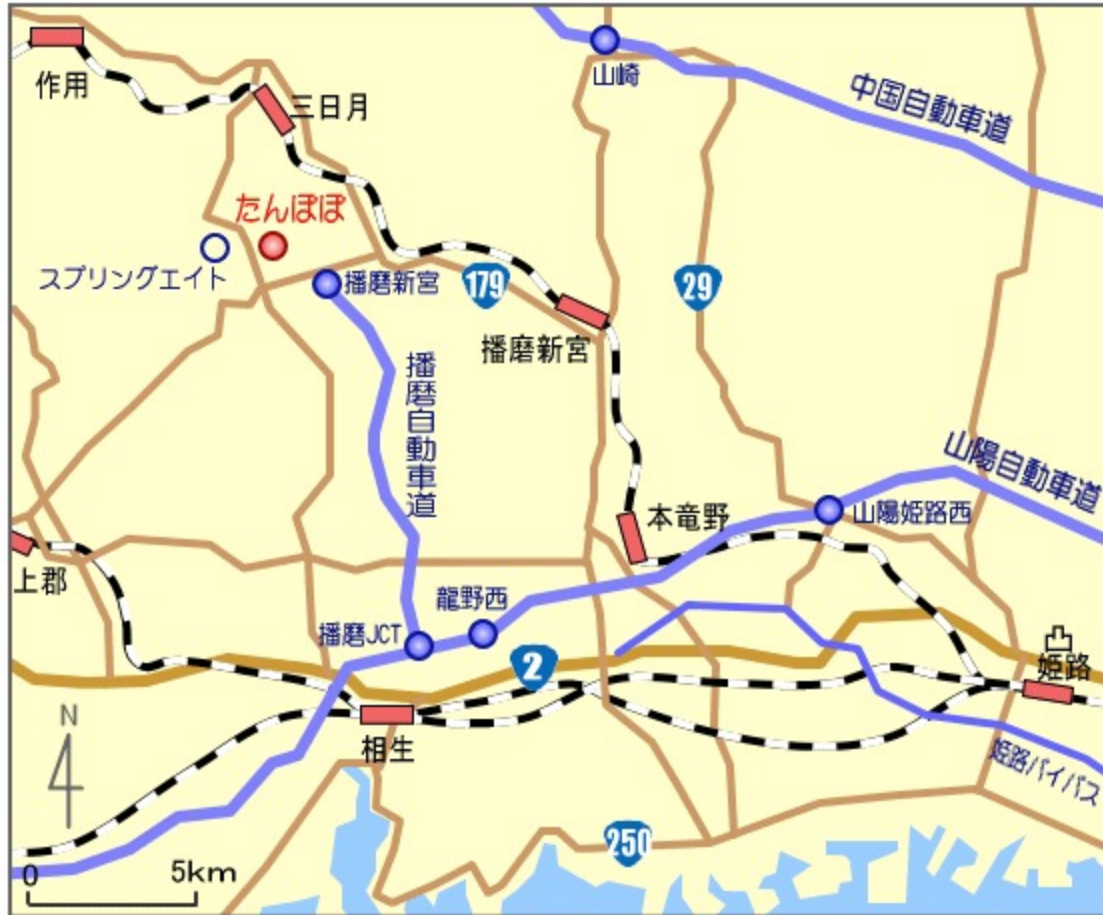 作用
山崎
三日月
中国自動車道
たんぽぽ
スプリングエイト
播磨新宮
179
29
播磨新宮
播磨自動車道
山陽自動車道
本竜野
山陽姫路西
上郡
龍野西
播磨JCT
2
姫路
N
相生
姫路バイパス
250
0 5km